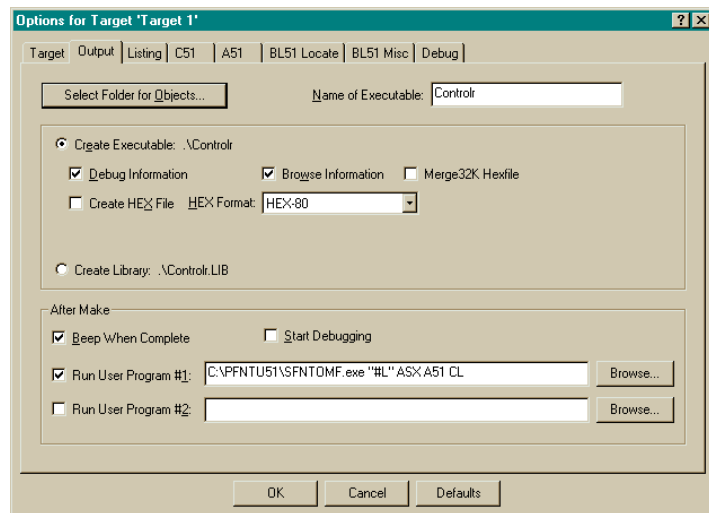 Options for Target 'Target 1'
Target Output Listing C51 A51 BL51 Locate BL51 Misc Debug
Select Folder for Objects... Name of Executable: Controlr
Create Executable: .\Controlr
Debug Information Browse Information Merge32K Hexfile
Create HEX File HEX Format: HEX-80
Create Library: .\Controlr.LIB
After Make
Beep When Complete Start Debugging
Run User Program #1: C:\PFNTU51\SFNTOMF.exe "#L" ASX A51 CL Browse...
Run User Program #2: Browse...
OK Cancel Defaults